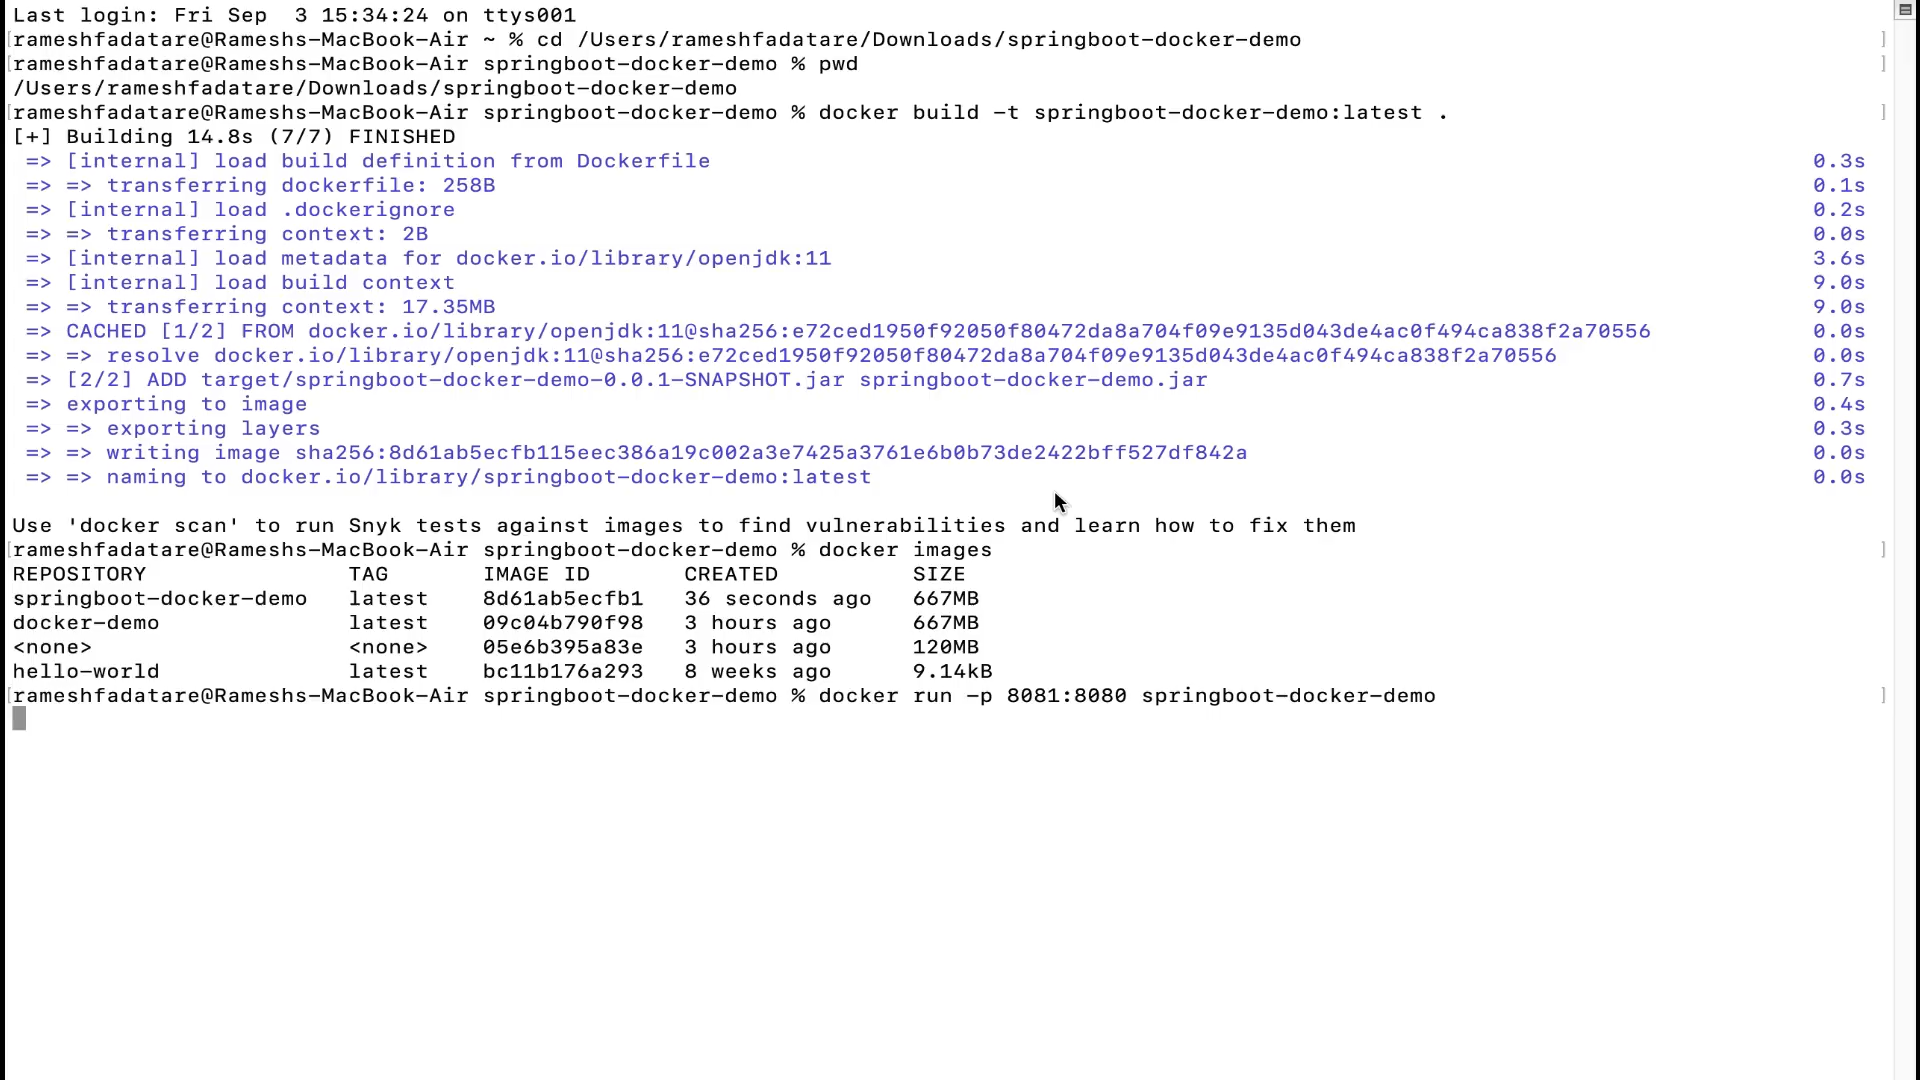 Last login: Fri Sep  3 15:34:24 on ttys001
[rameshfadatare@Rameshs-MacBook-Air ~ % cd /Users/rameshfadatare/Downloads/springboot-docker-demo ]
[rameshfadatare@Rameshs-MacBook-Air springboot-docker-demo % pwd ]
/Users/rameshfadatare/Downloads/springboot-docker-demo
[rameshfadatare@Rameshs-MacBook-Air springboot-docker-demo % docker build -t springboot-docker-demo:latest . ]
[+] Building 14.8s (7/7) FINISHED
=> [internal] load build definition from Dockerfile 0.3s
=> => transferring dockerfile: 258B 0.1s
=> [internal] load .dockerignore 0.2s
=> => transferring context: 2B 0.0s
=> [internal] load metadata for docker.io/library/openjdk:11 3.6s
=> [internal] load build context 9.0s
=> => transferring context: 17.35MB 9.0s
=> CACHED [1/2] FROM docker.io/library/openjdk:11@sha256:e72ced1950f92050f80472da8a704f09e9135d043de4ac0f494ca838f2a70556 0.0s
=> => resolve docker.io/library/openjdk:11@sha256:e72ced1950f92050f80472da8a704f09e9135d043de4ac0f494ca838f2a70556 0.0s
=> [2/2] ADD target/springboot-docker-demo-0.0.1-SNAPSHOT.jar springboot-docker-demo.jar 0.7s
=> exporting to image 0.4s
=> => exporting layers 0.3s
=> => writing image sha256:8d61ab5ecfb115eec386a19c002a3e7425a3761e6b0b73de2422bff527df842a 0.0s
=> => naming to docker.io/library/springboot-docker-demo:latest 0.0s
Use 'docker scan' to run Snyk tests against images to find vulnerabilities and learn how to fix them
[rameshfadatare@Rameshs-MacBook-Air springboot-docker-demo % docker images ]
REPOSITORY TAG IMAGE ID CREATED SIZE
springboot-docker-demo latest 8d61ab5ecfb1 36 seconds ago 667MB
docker-demo latest 09c04b790f98 3 hours ago 667MB
<none> <none> 05e6b395a83e 3 hours ago 120MB
hello-world latest bc11b176a293 8 weeks ago 9.14kB
[rameshfadatare@Rameshs-MacBook-Air springboot-docker-demo % docker run -p 8081:8080 springboot-docker-demo ]